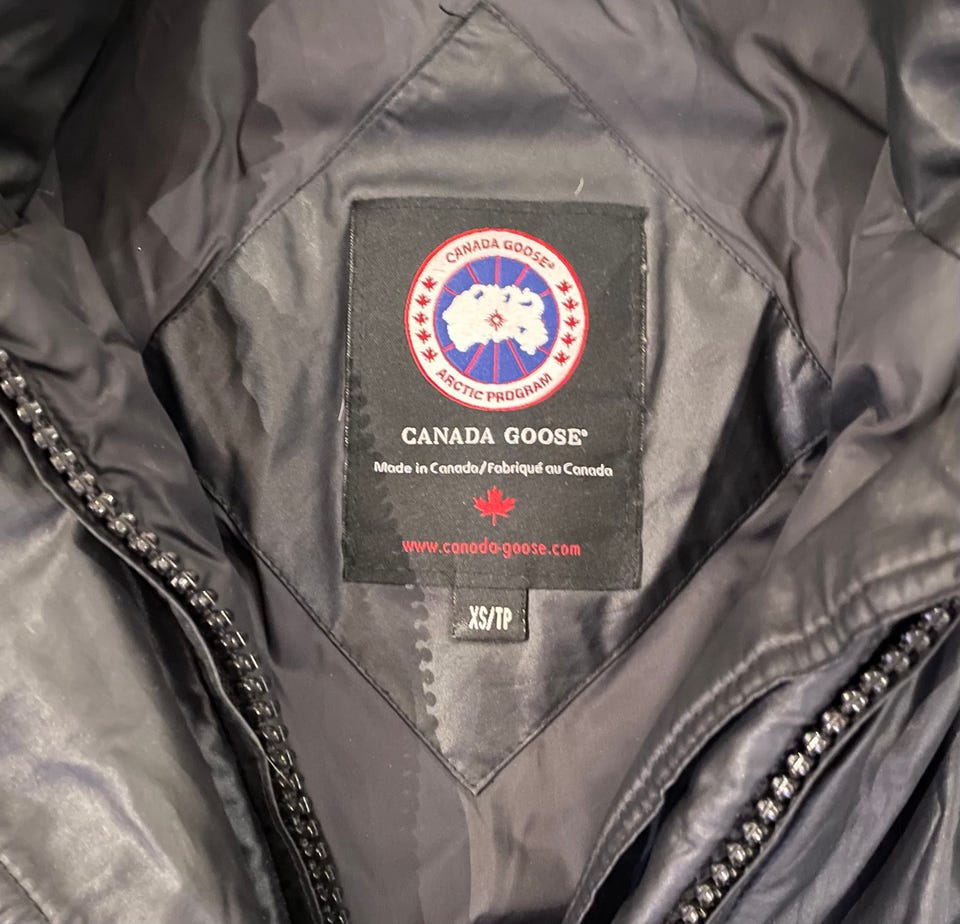 CANADA GOOSE®
ARCTIC PROGRAM
CANADA GOOSE®
Made in Canada/Fabriqué au Canada
www.canada-goose.com
XS/TP